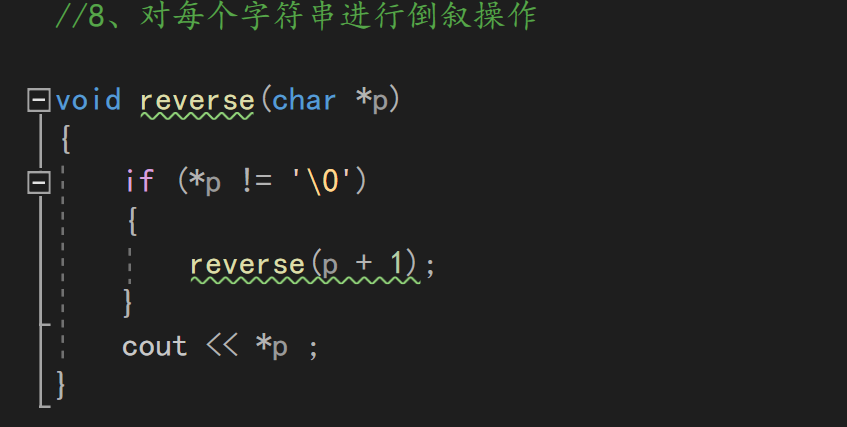 //8、对每个字符串进行倒叙操作
void reverse(char *p)
{
if (*p != '\0')
{
reverse(p + 1);
}
cout << *p ;
}